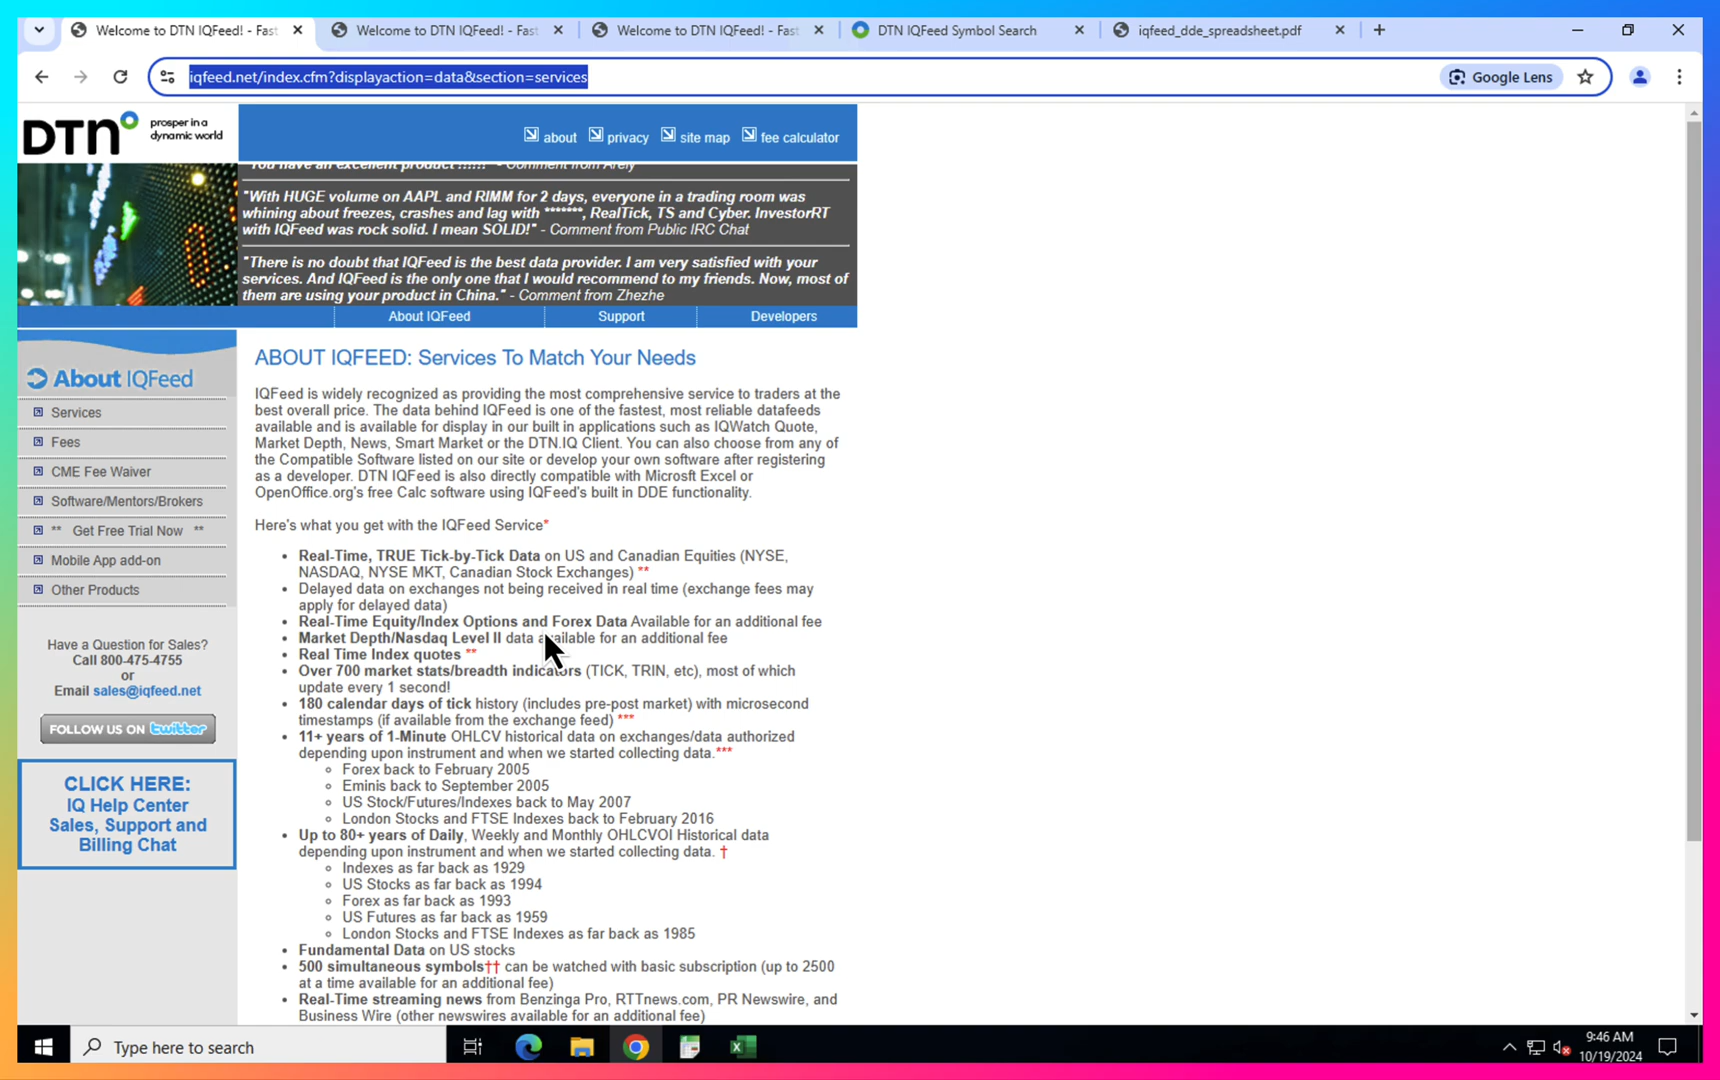 Welcome to DTN IQFeed! - Fast
Welcome to DTN IQFeed! - Fast
Welcome to DTN IQFeed! - Fast
DTN IQFeed Symbol Search
iqfeed_dde_spreadsheet.pdf
iqfeed.net/index.cfm?displayaction=data&section=services
Google Lens
DTN
prosper in a
dynamic world
about
privacy
site map
fee calculator
"You have an excellent product !!!!!!" - Comment from Arely
"With HUGE volume on AAPL and RIMM for 2 days, everyone in a trading room was
whining about freezes, crashes and lag with *******, RealTick, TS and Cyber. InvestorRT
with IQFeed was rock solid. I mean SOLID!" - Comment from Public IRC Chat
"There is no doubt that IQFeed is the best data provider. I am very satisfied with your
services. And IQFeed is the only one that I would recommend to my friends. Now, most of
them are using your product in China." - Comment from Zhezhe
About IQFeed
Support
Developers
About IQFeed
Services
Fees
CME Fee Waiver
Software/Mentors/Brokers
** Get Free Trial Now **
Mobile App add-on
Other Products
Have a Question for Sales?
Call 800-475-4755
or
Email sales@iqfeed.net
FOLLOW US ON twitter
CLICK HERE:
IQ Help Center
Sales, Support and
Billing Chat
ABOUT IQFEED: Services To Match Your Needs
IQFeed is widely recognized as providing the most comprehensive service to traders at the
best overall price. The data behind IQFeed is one of the fastest, most reliable datafeeds
available and is available for display in our built in applications such as IQWatch Quote,
Market Depth, News, Smart Market or the DTN.IQ Client. You can also choose from any of
the Compatible Software listed on our site or develop your own software after registering
as a developer. DTN IQFeed is also directly compatible with Microsft Excel or
OpenOffice.org's free Calc software using IQFeed's built in DDE functionality.
Here's what you get with the IQFeed Service*
• Real-Time, TRUE Tick-by-Tick Data on US and Canadian Equities (NYSE,
NASDAQ, NYSE MKT, Canadian Stock Exchanges) **
• Delayed data on exchanges not being received in real time (exchange fees may
apply for delayed data)
• Real-Time Equity/Index Options and Forex Data Available for an additional fee
• Market Depth/Nasdaq Level II data available for an additional fee
• Real Time Index quotes **
• Over 700 market stats/breadth indicators (TICK, TRIN, etc), most of which
update every 1 second!
• 180 calendar days of tick history (includes pre-post market) with microsecond
timestamps (if available from the exchange feed) ***
• 11+ years of 1-Minute OHLCV historical data on exchanges/data authorized
depending upon instrument and when we started collecting data.***
◦ Forex back to February 2005
◦ Eminis back to September 2005
◦ US Stock/Futures/Indexes back to May 2007
◦ London Stocks and FTSE Indexes back to February 2016
• Up to 80+ years of Daily, Weekly and Monthly OHLCVOI Historical data
depending upon instrument and when we started collecting data. †
◦ Indexes as far back as 1929
◦ US Stocks as far back as 1994
◦ Forex as far back as 1993
◦ US Futures as far back as 1959
◦ London Stocks and FTSE Indexes as far back as 1985
• Fundamental Data on US stocks
• 500 simultaneous symbols†† can be watched with basic subscription (up to 2500
at a time available for an additional fee)
• Real-Time streaming news from Benzinga Pro, RTTnews.com, PR Newswire, and
Business Wire (other newswires available for an additional fee)
Type here to search
9:46 AM
10/19/2024